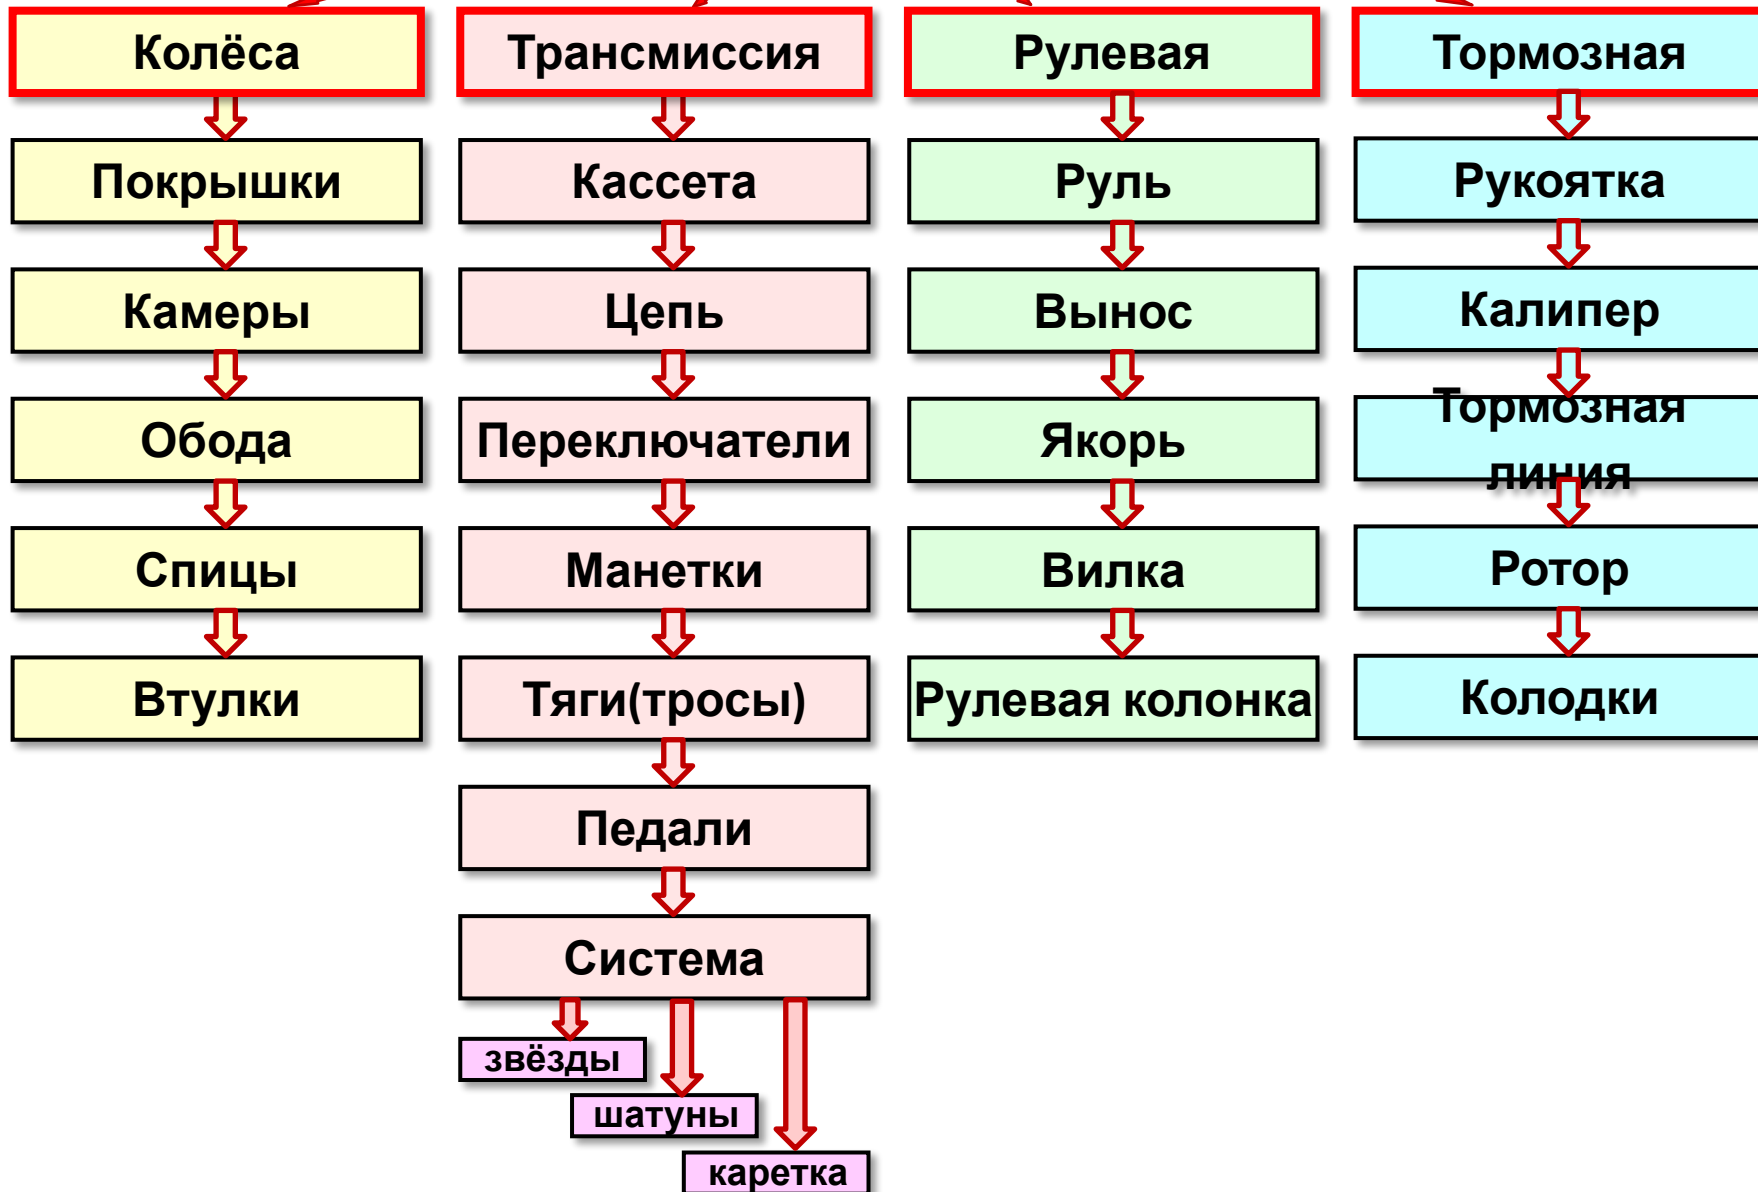 Колёса
Трансмиссия
Рулевая
Тормозная
Покрышки
Кассета
Руль
Рукоятка
Камеры
Цепь
Вынос
Калипер
Обода
Переключатели
Якорь
Тормозная
линия
Спицы
Манетки
Вилка
Ротор
Втулки
Тяги(тросы)
Рулевая колонка
Колодки
Педали
Система
звёзды
шатуны
каретка